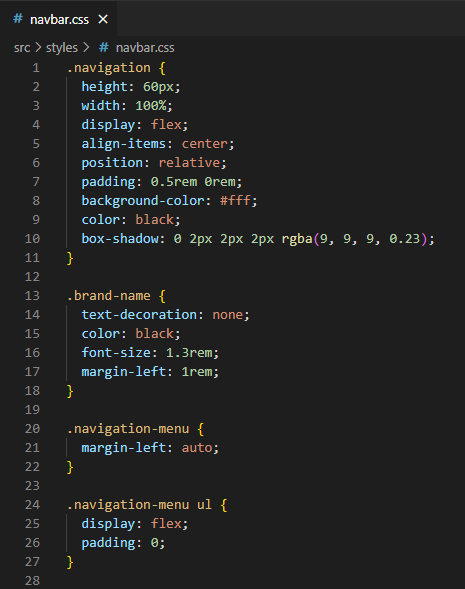 # navbar.css ×
src > styles > # navbar.css
1 .navigation {
2 height: 60px;
3 width: 100%;
4 display: flex;
5 align-items: center;
6 position: relative;
7 padding: 0.5rem 0rem;
8 background-color: #fff;
9 color: black;
10 box-shadow: 0 2px 2px 2px rgba(9, 9, 9, 0.23);
11 }
12
13 .brand-name {
14 text-decoration: none;
15 color: black;
16 font-size: 1.3rem;
17 margin-left: 1rem;
18 }
19
20 .navigation-menu {
21 margin-left: auto;
22 }
23
24 .navigation-menu ul {
25 display: flex;
26 padding: 0;
27 }
28